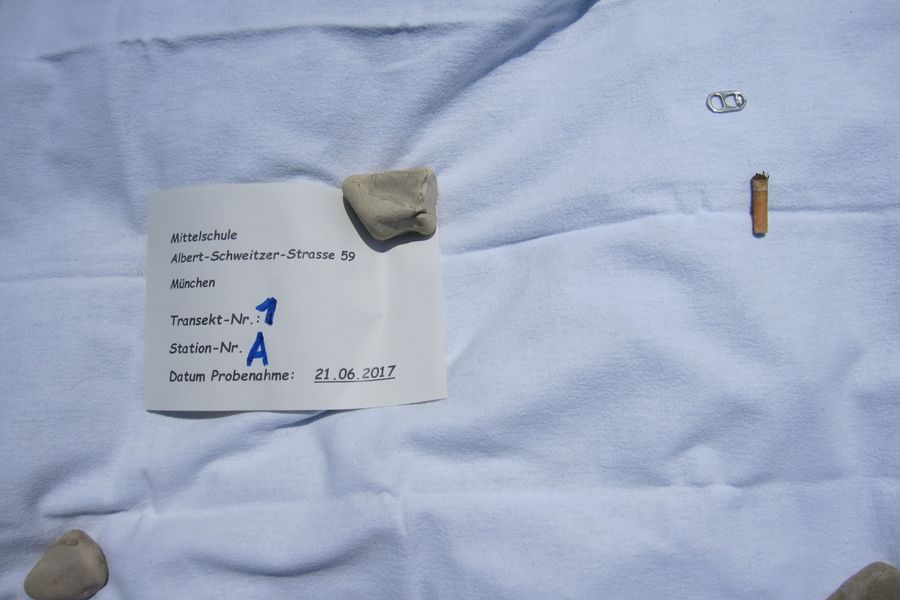 Mittelschule
Albert-Schweitzer-Strasse 59
München
Transekt-Nr.: 1
Station-Nr. A
Datum Probenahme: 21.06.2017